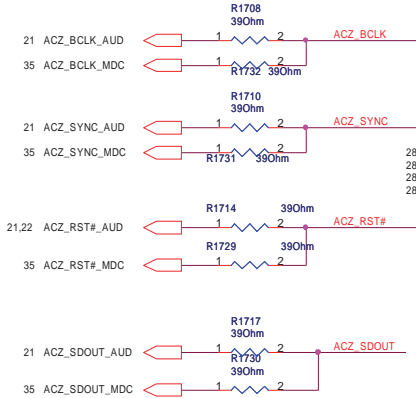 R1708
39Ohm
21 ACZ_BCLK_AUD 1 2 ACZ_BCLK
35 ACZ_BCLK_MDC 1 2
R1732 39Ohm
R1710
39Ohm
21 ACZ_SYNC_AUD 1 2 ACZ_SYNC
35 ACZ_SYNC_MDC 1 2 28
R1731 39Ohm 28
28
28
R1714 39Ohm
21,22 ACZ_RST#_AUD 1 2 ACZ_RST#
R1729 39Ohm
35 ACZ_RST#_MDC 1 2
R1717
39Ohm
21 ACZ_SDOUT_AUD 1 2 ACZ_SDOUT
R1730
39Ohm
35 ACZ_SDOUT_MDC 1 2